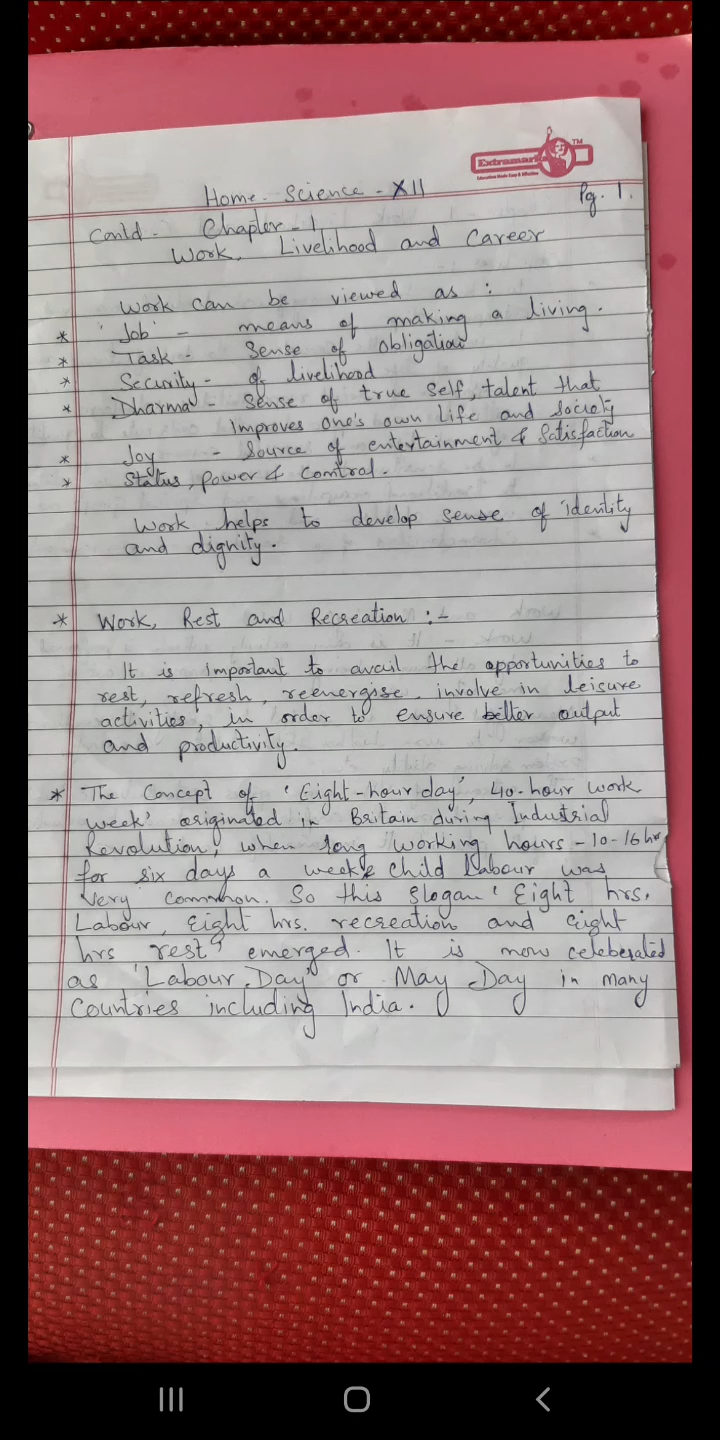 Extramarks
TM
Education Made Easy & Effective
Home Science - XII
Pg. 1.
Contd - Chapter - 1
Work, Livelihood and Career
Work can be viewed as :
* 'Job' - means of making a living.
* Task - Sense of obligation
* Security - of livelihood
* Dharma - Sense of true self, talent that
Improves one's own life and society
* Joy - Source of entertainment & Satisfaction
* Status, power & control.
Work helps to develop sense of identity
and dignity.
* Work, Rest and Recreation :-
It is important to avail the opportunities to
rest, refresh, reenergise, involve in leisure
activities, in order to ensure better output
and productivity.
* The Concept of 'Eight-hour day', 40-hour work
week' originated in Britain during Industrial
Revolution, when long working hours - 10-16 hr
for six days a week & child labour was
very common. So this slogan 'Eight hrs.
Labour, Eight hrs. recreation and eight
hrs rest' emerged. It is now celeberated
as 'Labour Day' or May Day in many
Countries including India.